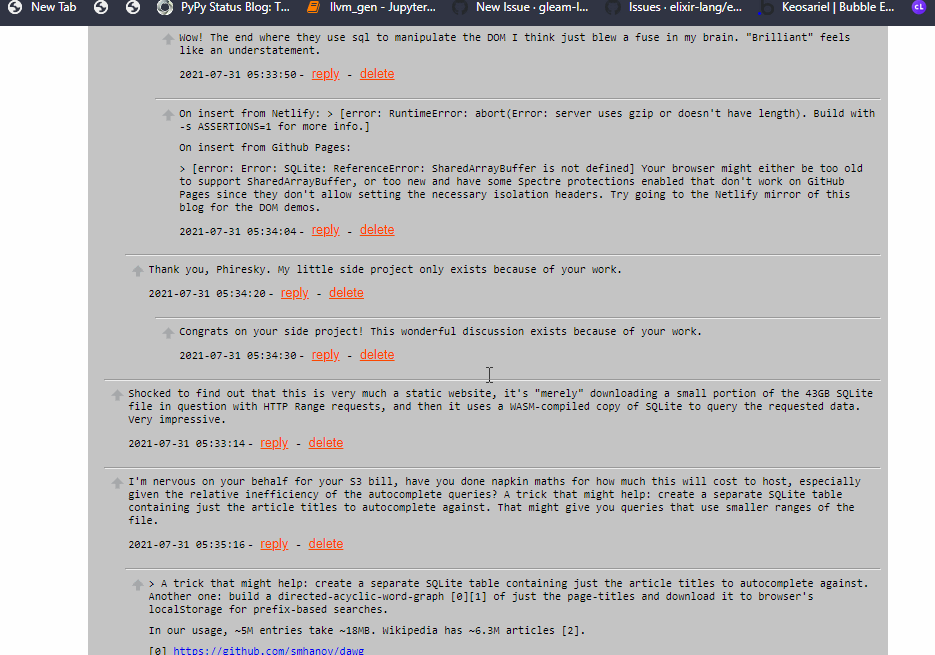 New Tab PyPy Status Blog: T... llvm_gen - Jupyter... New Issue · gleam-l... Issues · elixir-lang/e... Keosariel | Bubble E... CL
Wow! The end where they use sql to manipulate the DOM I think just blew a fuse in my brain. "Brilliant" feels
like an understatement.
2021-07-31 05:33:50 - reply - delete
On insert from Netlify: > [error: RuntimeError: abort(Error: server uses gzip or doesn't have length). Build with
-s ASSERTIONS=1 for more info.]
On insert from Github Pages:
> [error: Error: SQLite: ReferenceError: SharedArrayBuffer is not defined] Your browser might either be too old
to support SharedArrayBuffer, or too new and have some Spectre protections enabled that don't work on GitHub
Pages since they don't allow setting the necessary isolation headers. Try going to the Netlify mirror of this
blog for the DOM demos.
2021-07-31 05:34:04 - reply - delete
Thank you, Phiresky. My little side project only exists because of your work.
2021-07-31 05:34:20 - reply - delete
Congrats on your side project! This wonderful discussion exists because of your work.
2021-07-31 05:34:30 - reply - delete
Shocked to find out that this is very much a static website, it's "merely" downloading a small portion of the 43GB SQLite
file in question with HTTP Range requests, and then it uses a WASM-compiled copy of SQLite to query the requested data.
Very impressive.
2021-07-31 05:33:14 - reply - delete
I'm nervous on your behalf for your S3 bill, have you done napkin maths for how much this will cost to host, especially
given the relative inefficiency of the autocomplete queries? A trick that might help: create a separate SQLite table
containing just the article titles to autocomplete against. That might give you queries that use smaller ranges of the
file.
2021-07-31 05:35:16 - reply - delete
> A trick that might help: create a separate SQLite table containing just the article titles to autocomplete against.
Another one: build a directed-acyclic-word-graph [0][1] of just the page-titles and download it to browser's
localStorage for prefix-based searches.
In our usage, ~5M entries take ~18MB. Wikipedia has ~6.3M articles [2].
[0] https://github.com/smhanov/dawg